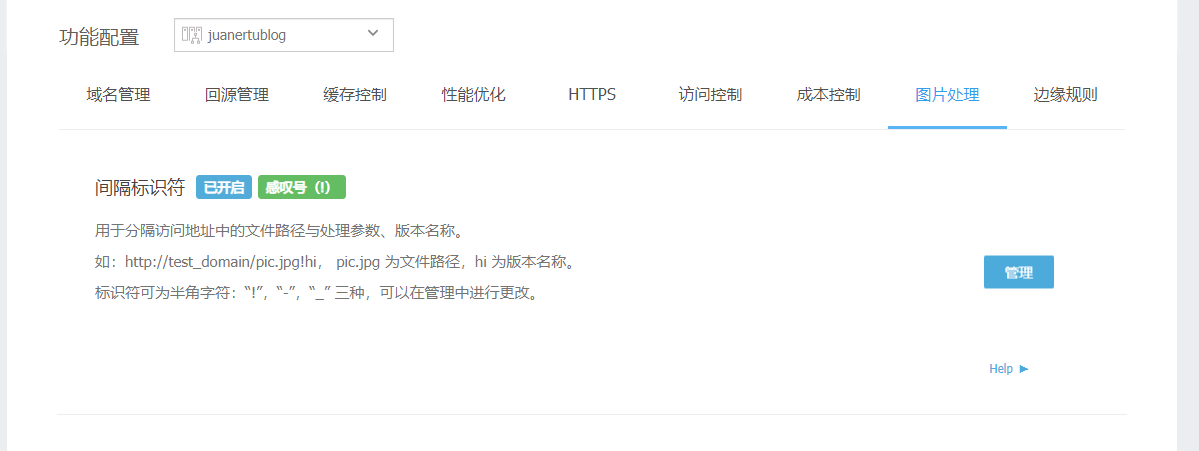 功能配置 juanertublog
域名管理 回源管理 缓存控制 性能优化 HTTPS 访问控制 成本控制 图片处理 边缘规则
间隔标识符 已开启 感叹号（!）
用于分隔访问地址中的文件路径与处理参数、版本名称。
如：http://test_domain/pic.jpg!hi， pic.jpg 为文件路径，hi 为版本名称。
管理
标识符可为半角字符：“!”，“-”，“_” 三种，可以在管理中进行更改。
Help ▶